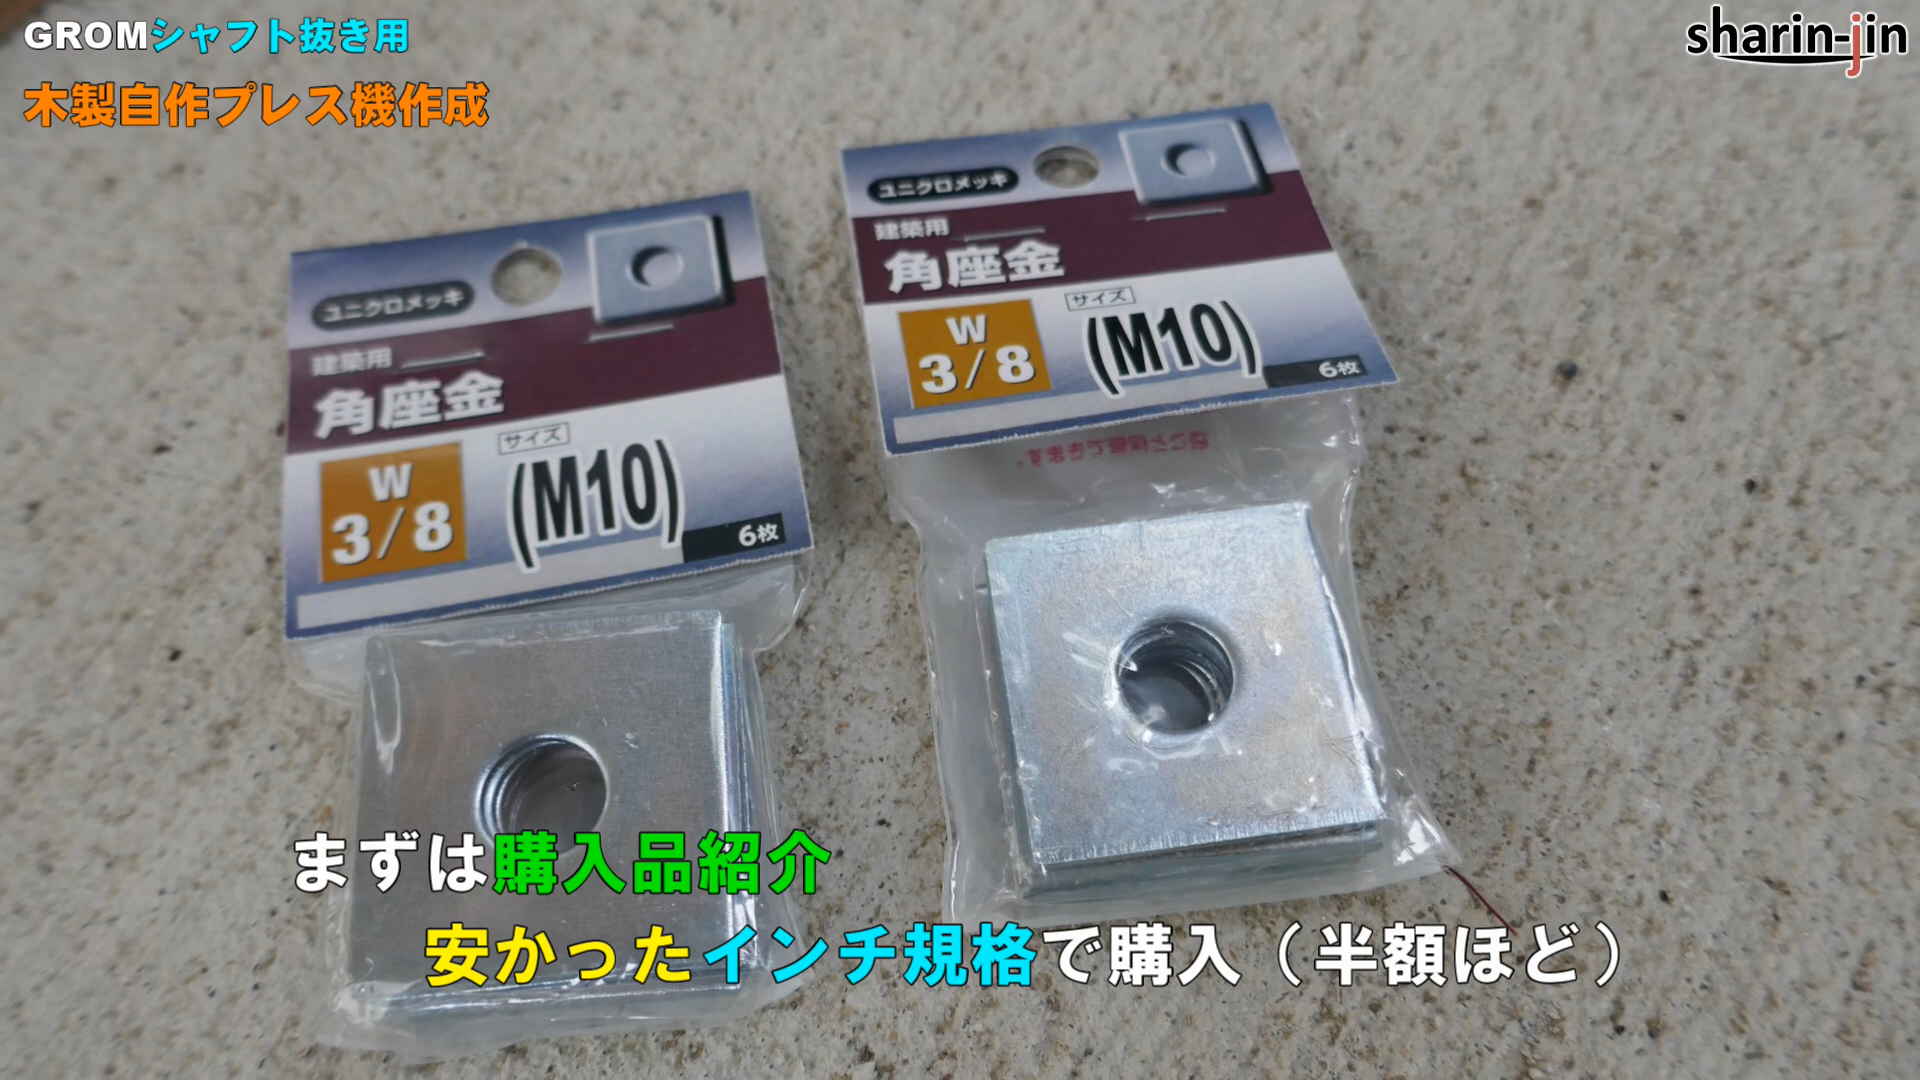 GROMシャフト抜き用
木製自作プレス機作成
sharin-jin
ユニクロメッキ
建築用
角座金
W
3/8
サイズ
(M10)
6枚
ユニクロメッキ
建築用
角座金
W
3/8
サイズ
(M10)
6枚
まずは購入品紹介
安かったインチ規格で購入（半額ほど）